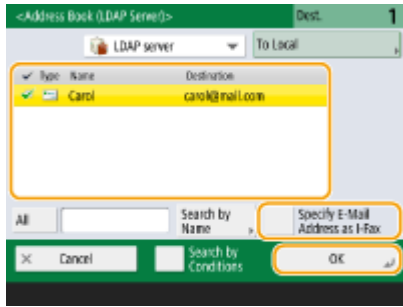 <Address Book (LDAP Server)> Dest. 1
LDAP server To Local
Type Name Destination
Carol carol@mail.com
All Search by Name Specify E-Mail Address as I-Fax
Cancel Search by Conditions OK